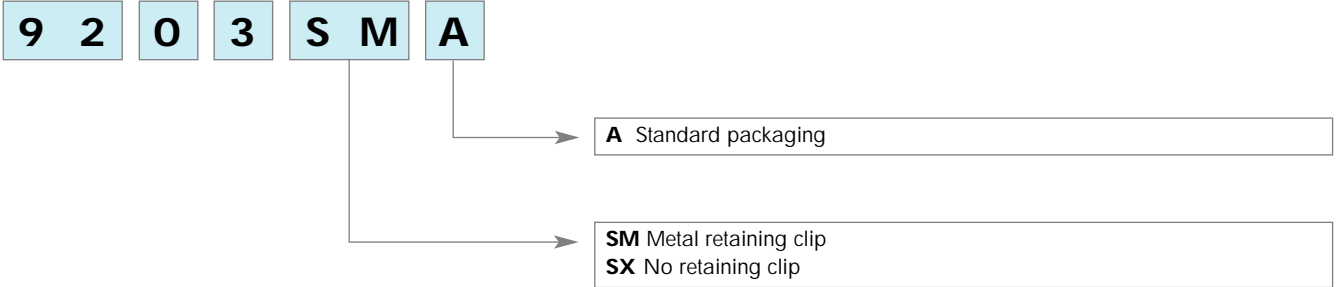 9 2 0 3 S M A
A Standard packaging
SM Metal retaining clip
SX No retaining clip